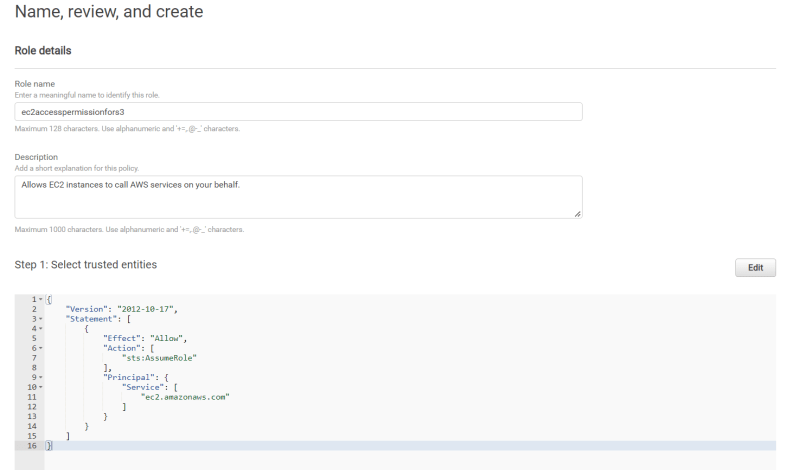 Name, review, and create
Role details
Role name
Enter a meaningful name to identify this role.
ec2accesspermissionfors3
Maximum 128 characters. Use alphanumeric and '+=,.@-_' characters.
Description
Add a short explanation for this policy.
Allows EC2 instances to call AWS services on your behalf.
Maximum 1000 characters. Use alphanumeric and '+=,.@-_' characters.
Step 1: Select trusted entities
Edit
1 {
2     "Version": "2012-10-17",
3     "Statement": [
4         {
5             "Effect": "Allow",
6             "Action": [
7                 "sts:AssumeRole"
8             ],
9             "Principal": {
10                 "Service": [
11                     "ec2.amazonaws.com"
12                 ]
13             }
14         }
15     ]
16 }